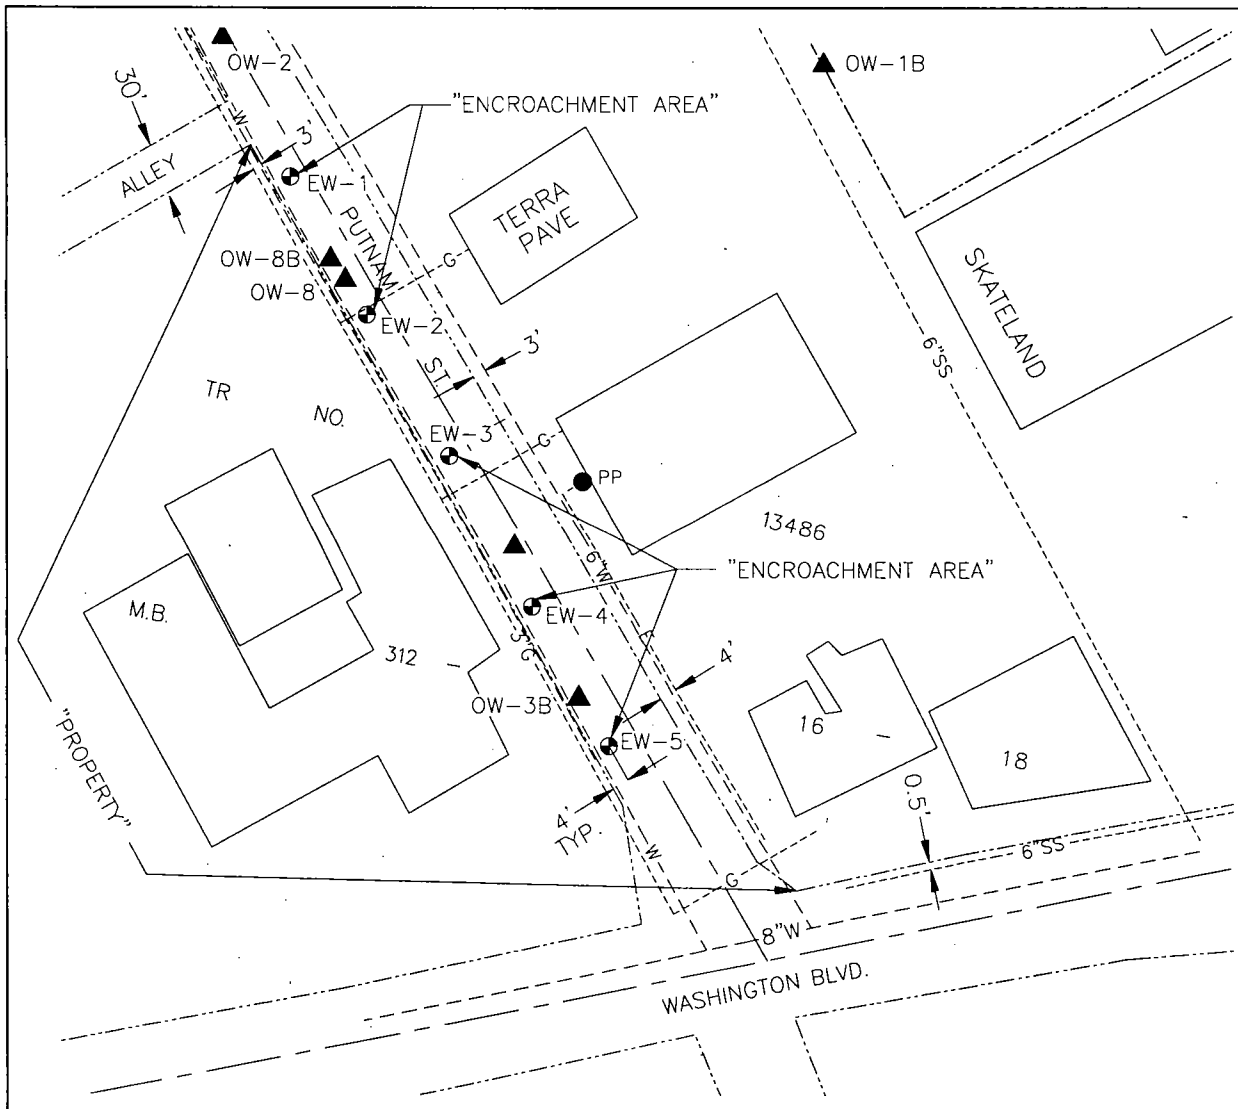 OW-2
OW-1B
30'
"ENCROACHMENT AREA"
W
3'
ALLEY
EW-1
TERRA
PAVE
PUTNAM
OW-8B
G
OW-8
SKATELAND
EW-2
3'
6"SS
ST.
TR
NO.
EW-3
G
PP
13486
6"W
"ENCROACHMENT AREA"
M.B.
EW-4
3"G
312
4'
OW-3B
"PROPERTY"
16
EW-5
18
0.5'
4'
TYP.
W
6"SS
G
8"W
WASHINGTON BLVD.